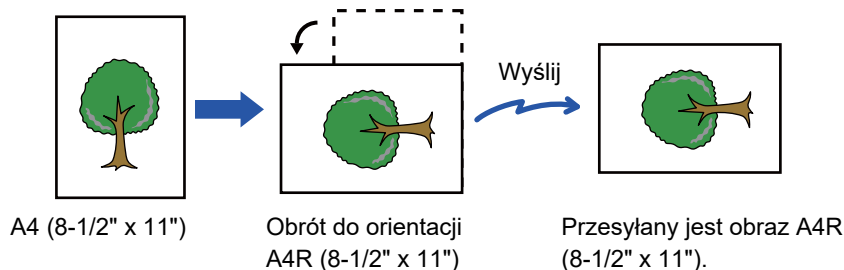 Wyślij
A4 (8-1/2" x 11")
Obrót do orientacji
A4R (8-1/2" x 11")
Przesyłany jest obraz A4R
(8-1/2" x 11").